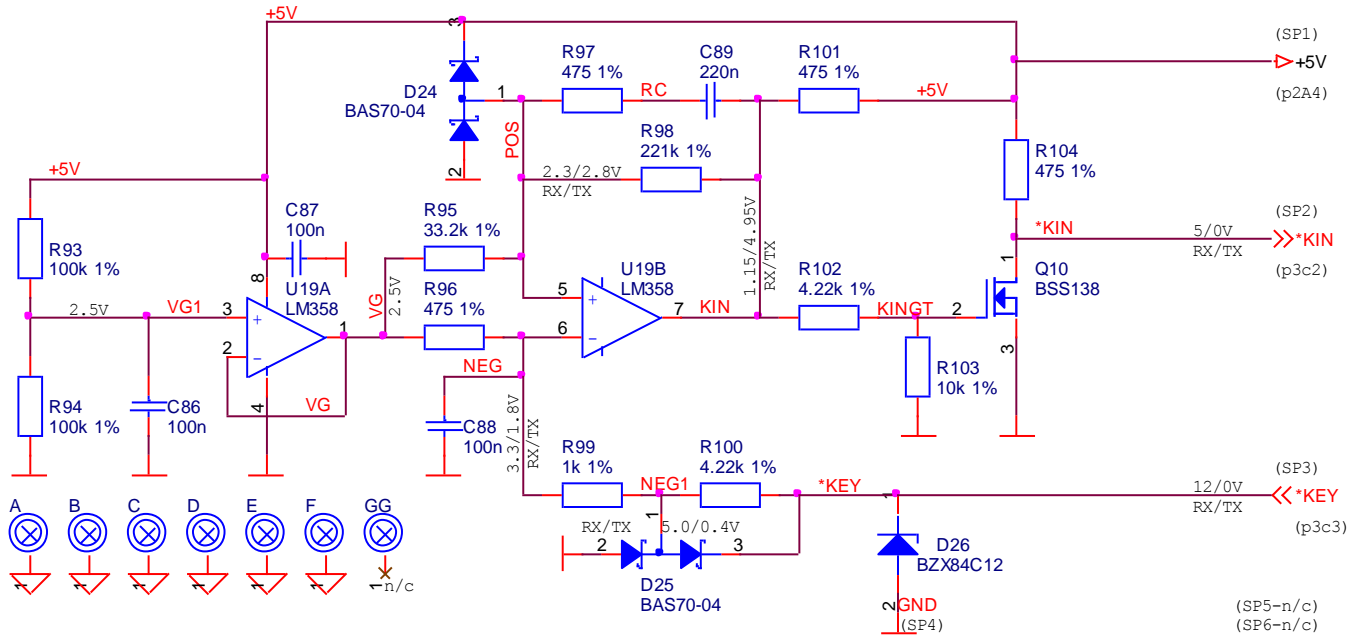 +5V
3
R97
475 1%
RC
C89
220n
R101
475 1%
(SP1)
+5V
(p2A4)
D24
BAS70-04
1
2
POS
R98
221k 1%
+5V
R104
475 1%
2.3/2.8V
RX/TX
+5V
C87
100n
R95
33.2k 1%
R93
100k 1%
8
U19A
LM358
VG
2.5V
R96
475 1%
5
6
7
U19B
LM358
KIN
1.15/4.95V
RX/TX
R102
4.22k 1%
KINGT
*KIN
5/0V
RX/TX
(SP2)
*KIN
(p3c2)
1
2
3
Q10
BSS138
2.5V
VG1
3
2
1
4
+
−
+
−
R94
100k 1%
C86
100n
VG
NEG
C88
100n
3.3/1.8V
RX/TX
R103
10k 1%
R99
1k 1%
NEG1
R100
4.22k 1%
*KEY
1
12/0V
RX/TX
(SP3)
*KEY
(p3c3)
A
B
C
D
E
F
GG
1
1
1
1
1
1
1
n/c
RX/TX
1
5.0/0.4V
2
3
D25
BAS70-04
D26
BZX84C12
2
GND
(SP4)
(SP5-n/c)
(SP6-n/c)